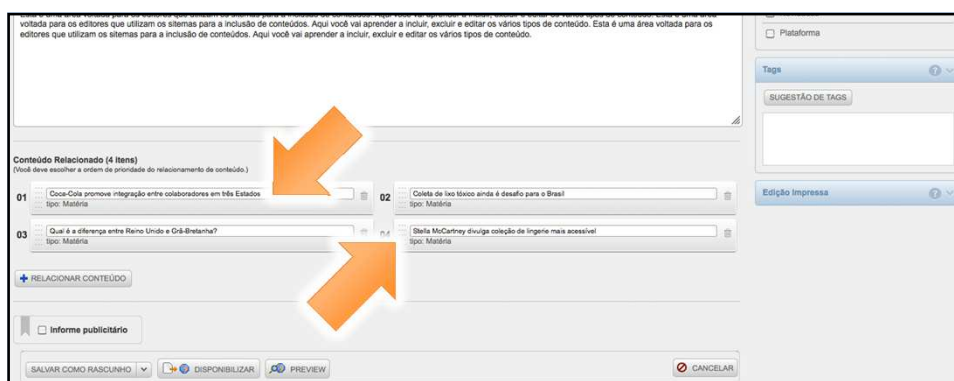 voltada para os editores que utilizam os sitemas para a inclusão de conteúdos. Aqui você vai aprender a incluir, excluir e editar os vários tipos de conteúdo. Esta é uma área voltada para os
editores que utilizam os sitemas para a inclusão de conteúdos. Aqui você vai aprender a incluir, excluir e editar os vários tipos de conteúdo.
Plataforma
Tags
SUGESTÃO DE TAGS
Conteúdo Relacionado (4 itens)
(Você deve escolher a ordem de prioridade do relacionamento de conteúdo.)
01 Coca-Cola promove integração entre colaboradores em três Estados
tipo: Matéria
02 Coleta de lixo tóxico ainda é desafio para o Brasil
tipo: Matéria
Edição Impressa
03 Qual é a diferença entre Reino Unido e Grã-Bretanha?
tipo: Matéria
04 Stella McCartney divulga coleção de lingerie mais acessível
tipo: Matéria
+ RELACIONAR CONTEÚDO
Informe publicitário
SALVAR COMO RASCUNHO
DISPONIBILIZAR
PREVIEW
CANCELAR